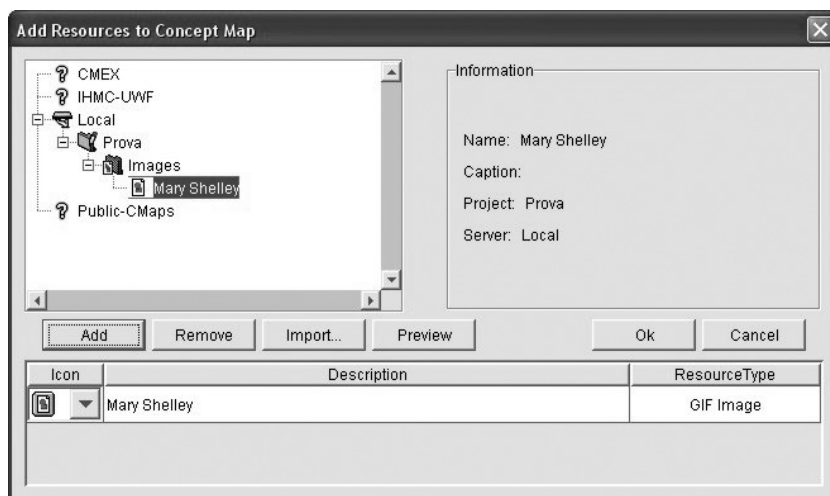 Add Resources to Concept Map
CMEX
IHMC-UWF
Local
Prova
Images
Mary Shelley
Public-CMaps
Information
Name: Mary Shelley
Caption:
Project: Prova
Server: Local
Add Remove Import... Preview Ok Cancel
Icon Description ResourceType
Mary Shelley GIF Image